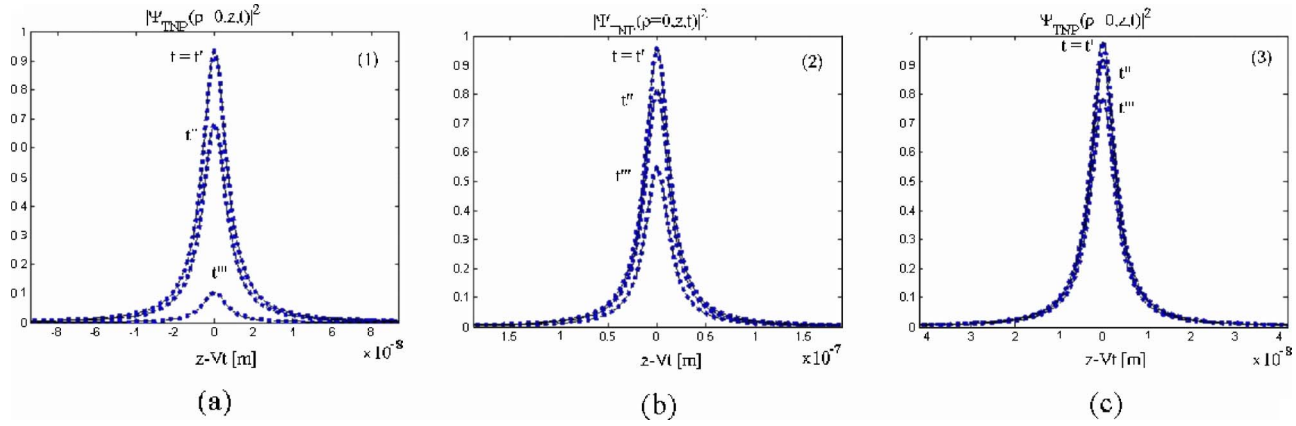 |Ψ_TNP(ρ 0,z,t)|²
(1)
t = t'
t''
t'''
1
0 9
0 8
0 7
0 6
0 5
0 4
0 3
0 2
0 1
0
-8 -6 -4 -2 0 2 4 6 8
z-Vt [m]
×10⁻⁸
(a)
(ρ=0,z,t)|²
(2)
t = t'
t''
t'''
1
0.9
0.8
0.7
0.6
0.5
0.4
0.3
0.2
0.1
0
1.5 1 0.5 0 0.5 1 1.5
z-Vt [m]
×10⁻⁷
(b)
Ψ_TNP(ρ 0,z,t)|²
(3)
t = t'
t''
t'''
1
0.9
0.8
0.7
0.6
0.5
0.4
0.3
0.2
0.1
0
4 3 2 1 0 1 2 3 4
z-Vt [m]
×10⁻⁸
(c)